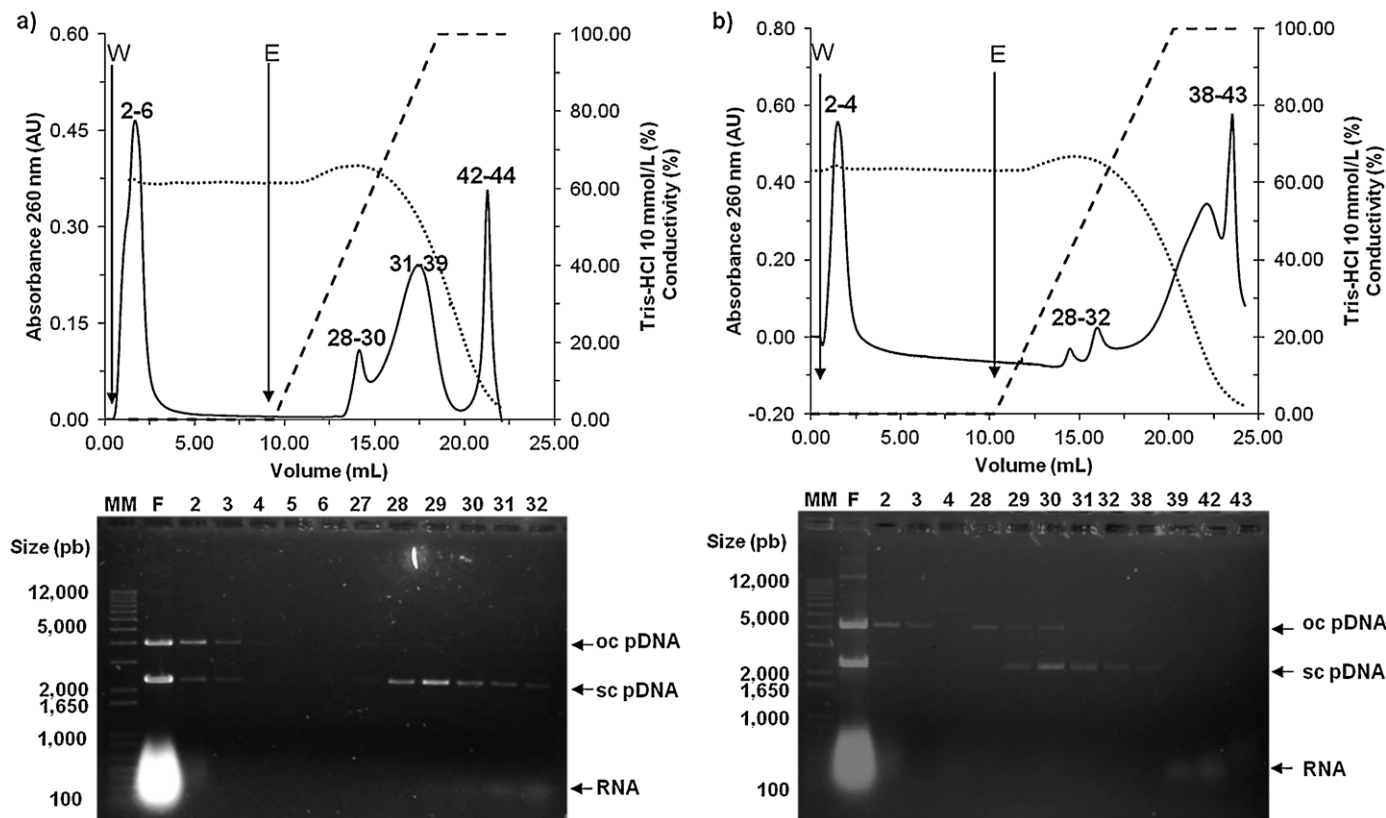 a)
0.60
0.45
0.30
0.15
0.00
Absorbance 260 nm (AU)
W
E
2-6
28-30
31-39
42-44
100.00
80.00
60.00
40.00
20.00
0.00
Tris-HCl 10 mmol/L (%)
Conductivity (%)
0.00 5.00 10.00 15.00 20.00 25.00
Volume (mL)
MM F 2 3 4 5 6 27 28 29 30 31 32
Size (pb)
12,000
5,000
2,000
1,650
1,000
100
oc pDNA
sc pDNA
RNA
b)
0.80
0.60
0.40
0.20
0.00
-0.20
Absorbance 260 nm (AU)
W
E
2-4
28-32
38-43
100.00
80.00
60.00
40.00
20.00
0.00
Tris-HCl 10 mmol/L (%)
Conductivity (%)
0.00 5.00 10.00 15.00 20.00 25.00
Volume (mL)
MM F 2 3 4 28 29 30 31 32 38 39 42 43
Size (pb)
12,000
5,000
2,000
1,650
1,000
100
oc pDNA
sc pDNA
RNA